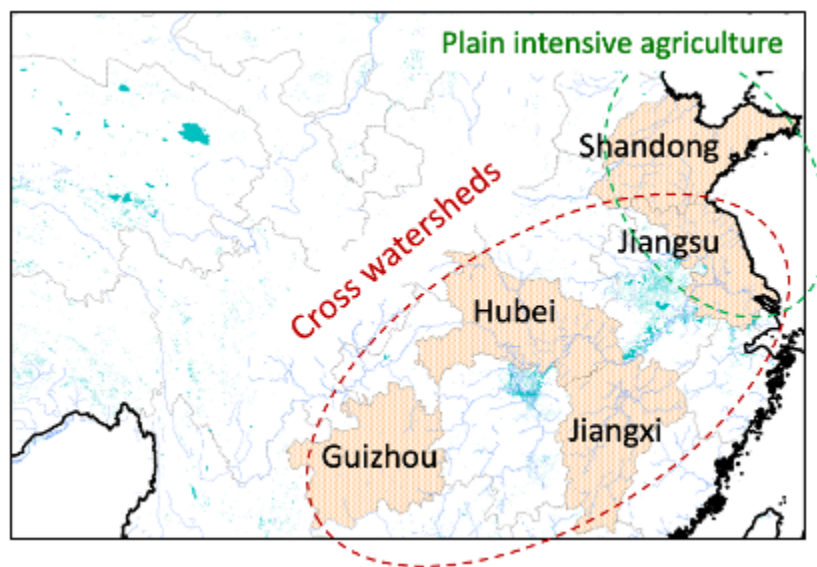 Plain intensive agriculture
Shandong
Cross watersheds
Jiangsu
Hubei
Jiangxi
Guizhou